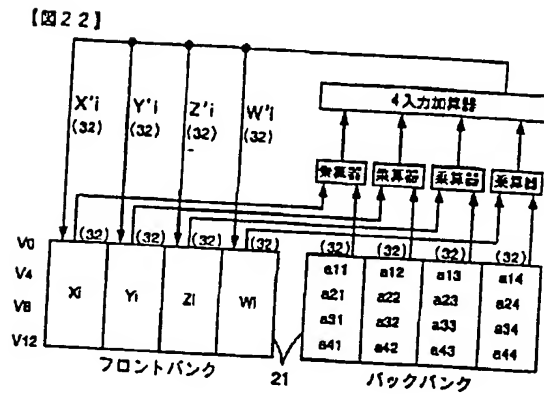 【図22】
4入力加算器
X'i Y'i Z'i W'i
(32) (32) (32) (32)
乗算器 乗算器 乗算器 乗算器
(32) (32) (32) (32) (32) (32) (32) (32)
V0
V4
V8
V12
Xi Yi Zi Wi
a11 a12 a13 a14
a21 a22 a23 a24
a31 a32 a33 a34
a41 a42 a43 a44
フロントバンク 21 バックバンク